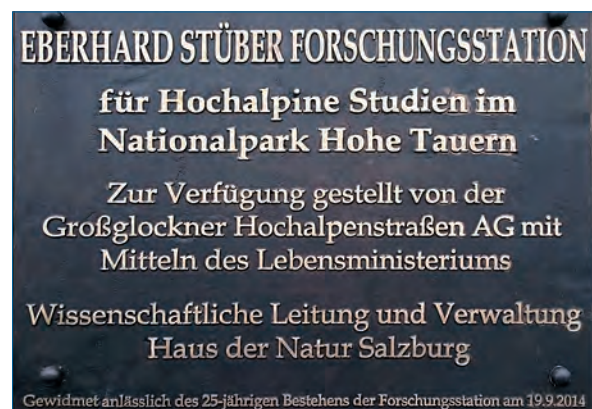 EBERHARD STÜBER FORSCHUNGSSTATION
für Hochalpine Studien im
Nationalpark Hohe Tauern
Zur Verfügung gestellt von der
Großglockner Hochalpenstraßen AG mit
Mitteln des Lebensministeriums
Wissenschaftliche Leitung und Verwaltung
Haus der Natur Salzburg
Gewidmet anlässlich des 25-jährigen Bestehens der Forschungsstation am 19.9.2014